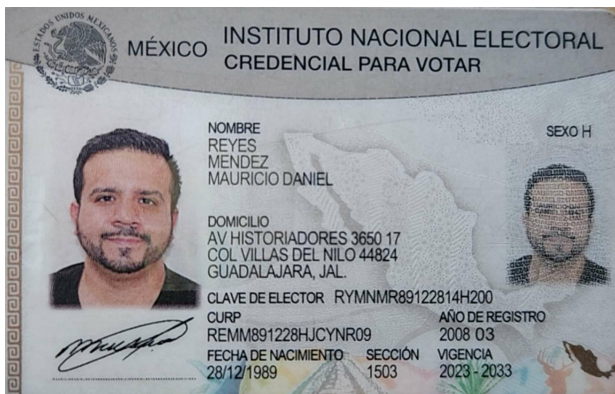 ESTADOS UNIDOS MEXICANOS
MÉXICO INSTITUTO NACIONAL ELECTORAL
CREDENCIAL PARA VOTAR
NOMBRE SEXO H
REYES
MENDEZ
MAURICIO DANIEL
DOMICILIO
AV HISTORIADORES 3650 17
COL VILLAS DEL NILO 44824
GUADALAJARA, JAL.
CLAVE DE ELECTOR RYMNMR89122814H200
CURP AÑO DE REGISTRO
REMM891228HJCYNR09 2008 03
FECHA DE NACIMIENTO SECCIÓN VIGENCIA
28/12/1989 1503 2023 - 2033